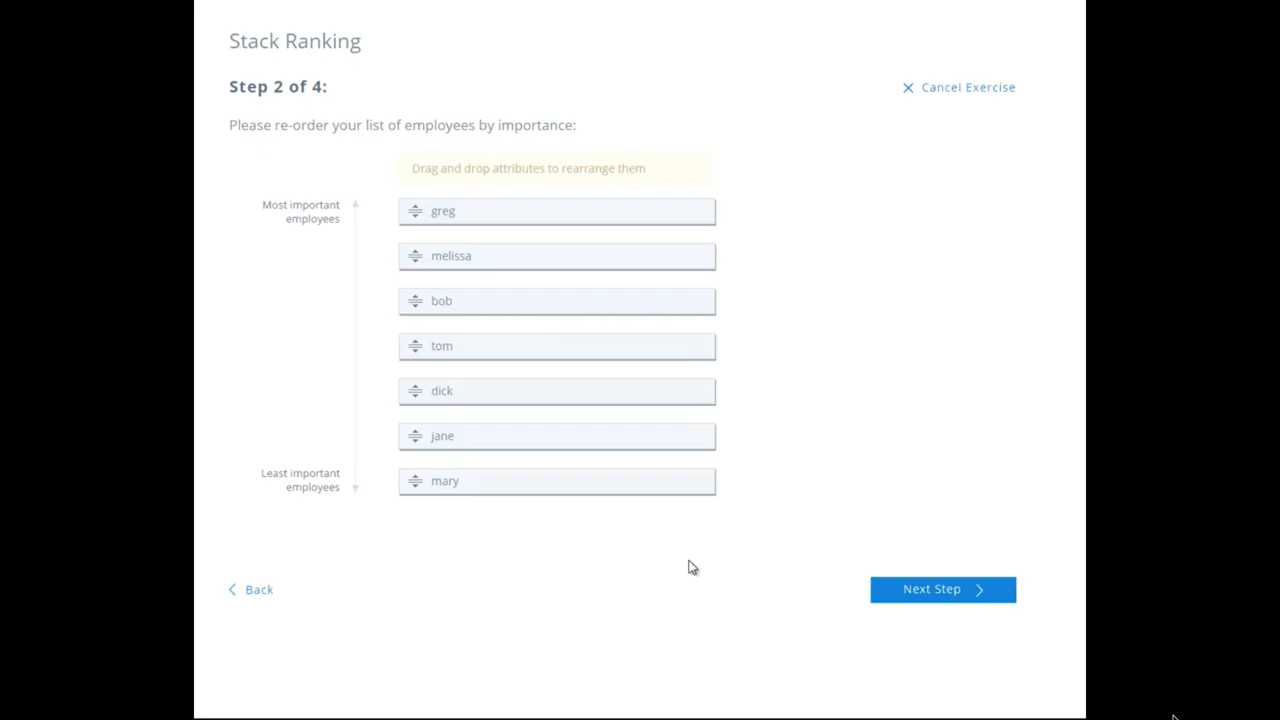 Stack Ranking
Step 2 of 4:
Cancel Exercise
Please re-order your list of employees by importance:
Drag and drop attributes to rearrange them
Most important
employees
greg
melissa
bob
tom
dick
jane
mary
Least important
employees
Back
Next Step